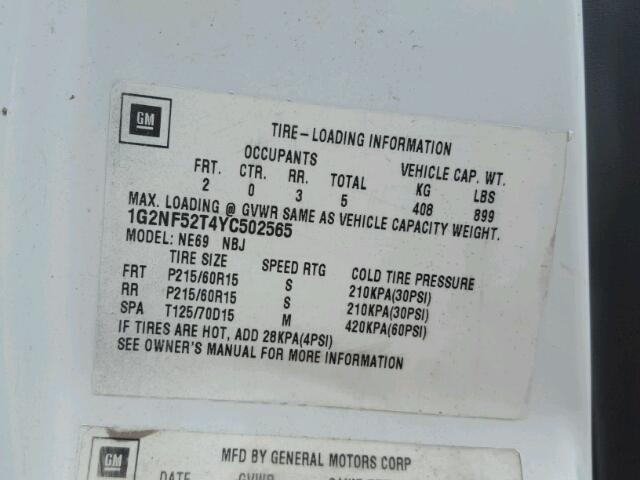 GM
TIRE-LOADING INFORMATION
OCCUPANTS VEHICLE CAP. WT.
FRT. CTR. RR. TOTAL KG LBS
2 0 3 5 408 899
MAX. LOADING @ GVWR SAME AS VEHICLE CAPACITY WEIGHT.
1G2NF52T4YC502565
MODEL: NE69 NBJ
TIRE SIZE SPEED RTG COLD TIRE PRESSURE
FRT P215/60R15 S 210KPA(30PSI)
RR P215/60R15 S 210KPA(30PSI)
SPA T125/70D15 M 420KPA(60PSI)
IF TIRES ARE HOT, ADD 28KPA(4PSI)
SEE OWNER'S MANUAL FOR MORE INFORMATION
GM
MFD BY GENERAL MOTORS CORP
DATE GVWR